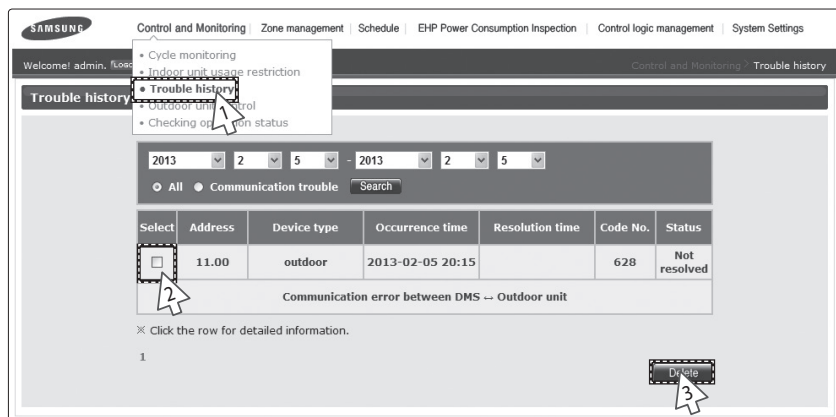 SAMSUNG
Control and Monitoring | Zone management | Schedule | EHP Power Consumption Inspection | Control logic management | System Settings
Welcome! admin.
Control and Monitoring > Trouble history
• Cycle monitoring
• Indoor unit usage restriction
• Trouble history
• Outdoor unit control
• Checking operation status
1
Trouble history
2013 2 5 - 2013 2 5
All Communication trouble Search
Select Address Device type Occurrence time Resolution time Code No. Status
11.00 outdoor 2013-02-05 20:15 628 Not resolved
2
Communication error between DMS ↔ Outdoor unit
※ Click the row for detailed information.
1
Delete
3